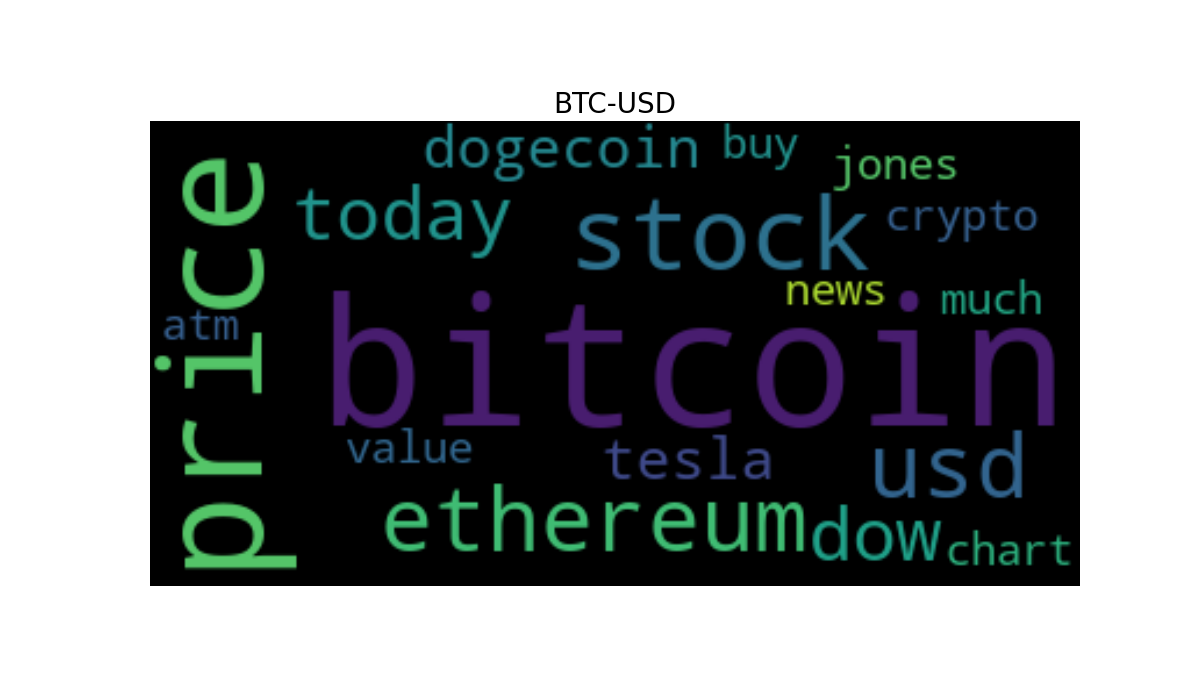 BTC-USD
dogecoin
buy
jones
today
stock
crypto
price
news
much
atm
bitcoin
value
tesla
usd
ethereum
dow
chart